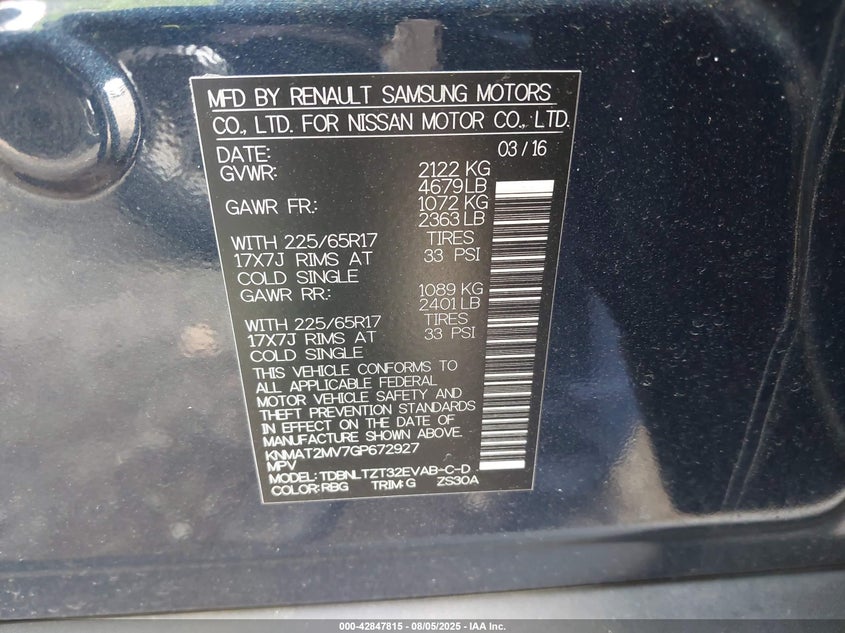 MFD BY RENAULT SAMSUNG MOTORS
CO., LTD. FOR NISSAN MOTOR CO., LTD.
DATE: 03 / 16
GVWR: 2122 KG
4679LB
GAWR FR.: 1072 KG
2363 LB
WITH 225/65R17 TIRES
17X7J RIMS AT 33 PSI
COLD SINGLE
GAWR RR.: 1089 KG
2401 LB
WITH 225/65R17 TIRES
17X7J RIMS AT 33 PSI
COLD SINGLE
THIS VEHICLE CONFORMS TO
ALL APPLICABLE FEDERAL
MOTOR VEHICLE SAFETY AND
THEFT PREVENTION STANDARDS
IN EFFECT ON THE DATE OF
MANUFACTURE SHOWN ABOVE.
KNMAT2MV7GP672927
MPV
MODEL: TDBNLTZT32EVAB-C-D
COLOR: RBG TRIM: G ZS30A
000-42847815 - 08/05/2025 - IAA Inc.